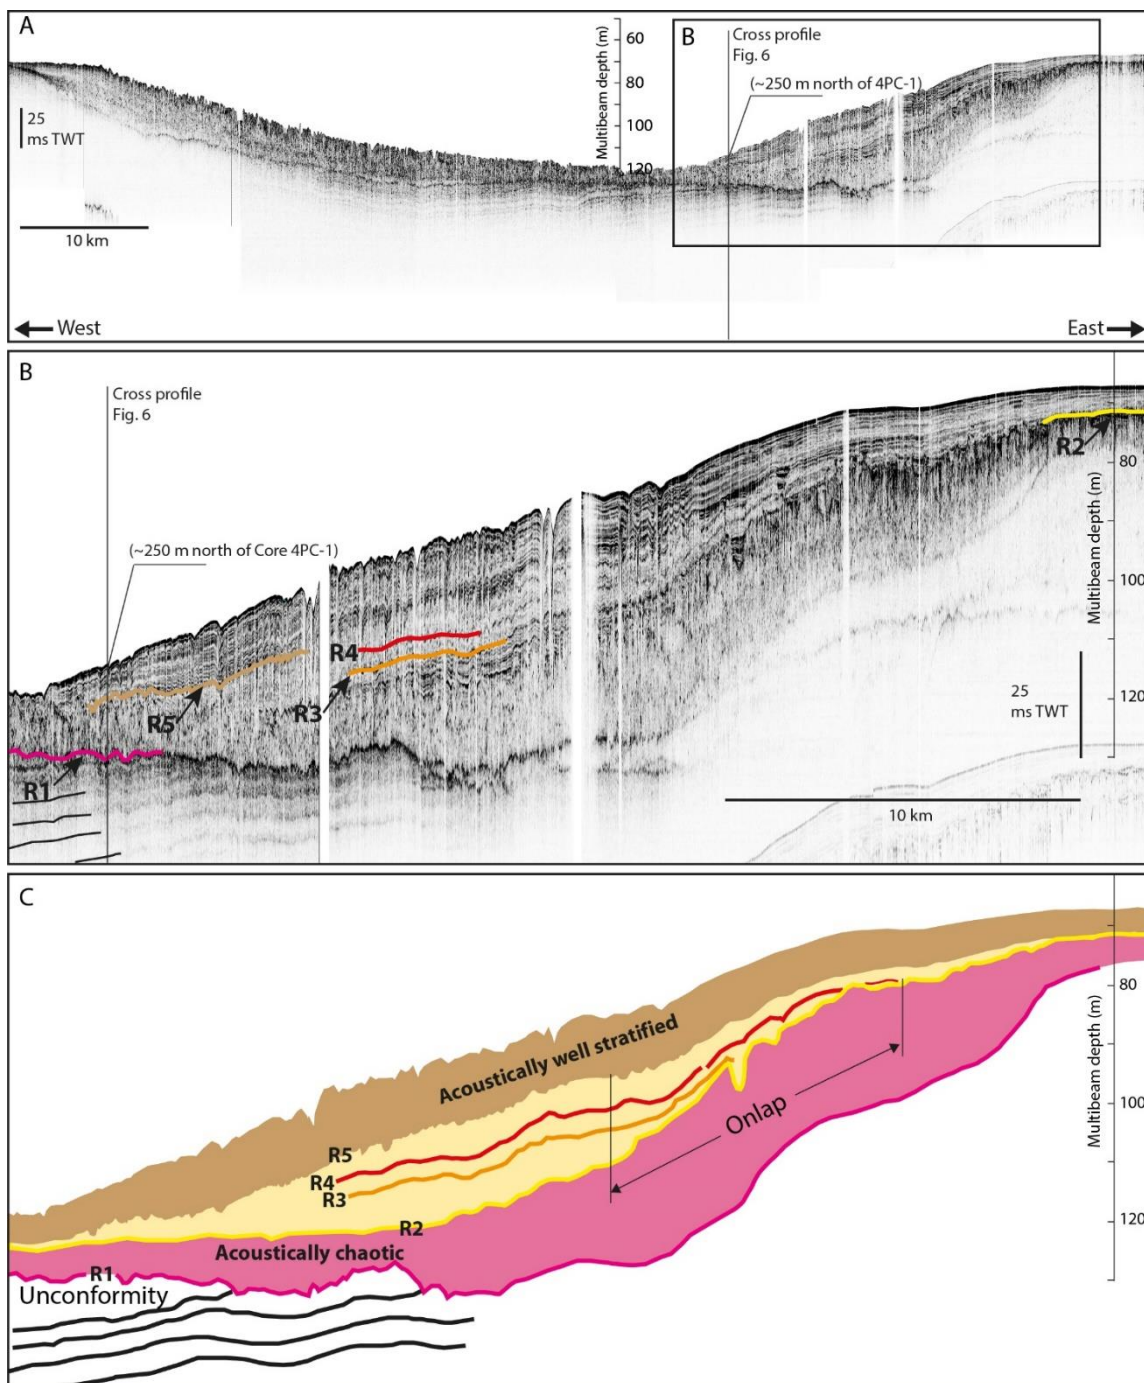 A
50
70
80
100
120
Multibeam depth (m)
B
Cross profile
Fig. 6
(~250 m north of 4PC-1)
25
ms TWT
10 km
West
East
B
Cross profile
Fig. 6
(~250 m north of Core 4PC-1)
R2
80
100
120
Multibeam depth (m)
R4
R3
R5
R1
25
ms TWT
10 km
C
80
100
120
Multibeam depth (m)
Acoustically well stratified
Onlap
R5
R4
R3
R2
Acoustically chaotic
R1
Unconformity